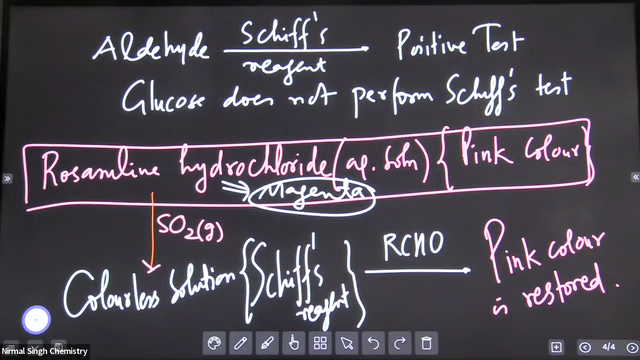 Aldehyde Schiff's reagent Positive Test
Glucose does not perform Schiff's test
Rosaniline hydrochloride (aq. soln) {Pink colour}
⇒ Magenta
SO2(g)
Colourless solution {Schiff's reagent} RCHO Pink colour is restored.
Nirmal Singh Chemistry
4/4